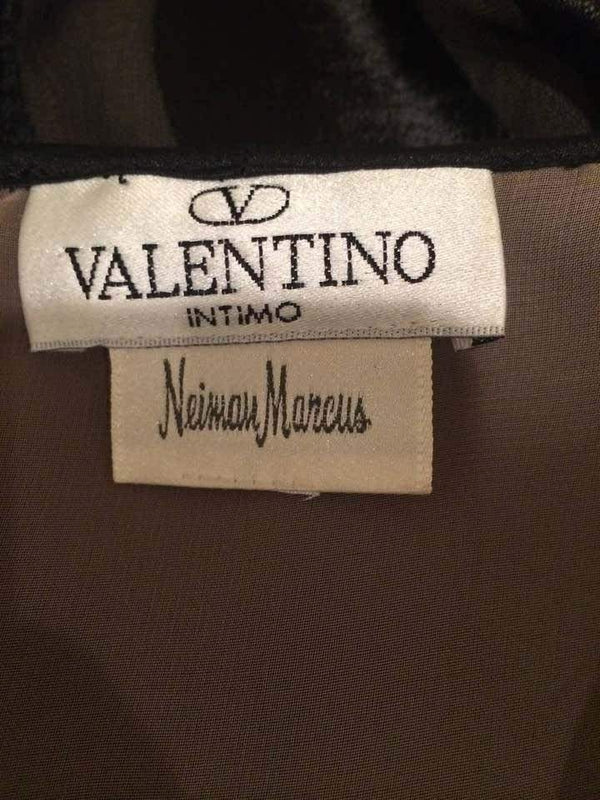 V
VALENTINO
INTIMO
Neiman Marcus